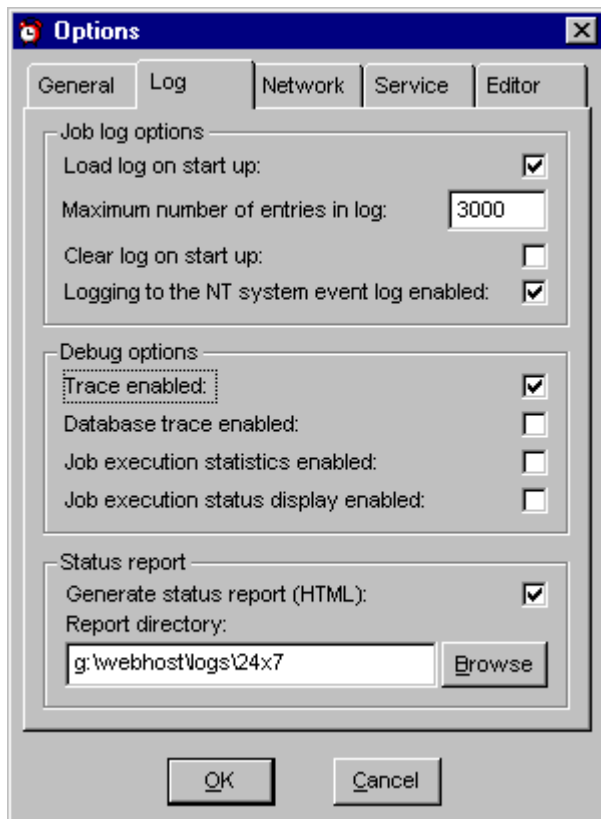 Options
General Log Network Service Editor
Job log options
Load log on start up:
Maximum number of entries in log: 3000
Clear log on start up:
Logging to the NT system event log enabled:
Debug options
Trace enabled:
Database trace enabled:
Job execution statistics enabled:
Job execution status display enabled:
Status report
Generate status report (HTML):
Report directory:
g:\webhost\logs\24x7 Browse
OK Cancel